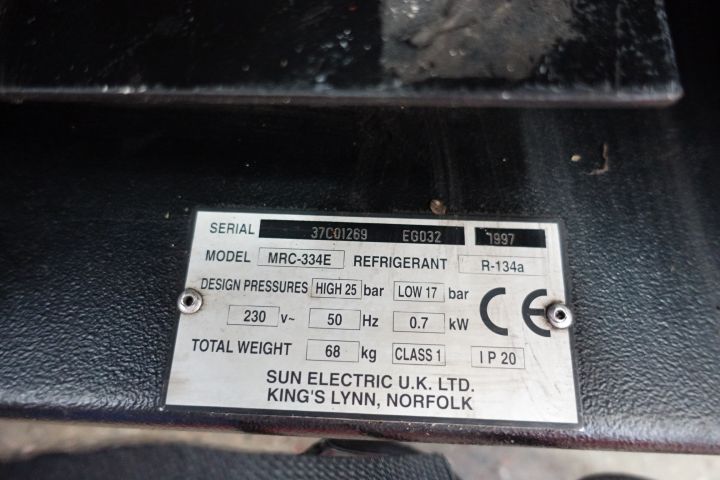 SERIAL 37C01269 EG032 1997
MODEL MRC-334E REFRIGERANT R-134a
DESIGN PRESSURES HIGH 25 bar LOW 17 bar
230 V~ 50 Hz 0.7 kW
CE
TOTAL WEIGHT 68 kg CLASS 1 IP 20
SUN ELECTRIC U.K. LTD.
KING'S LYNN, NORFOLK